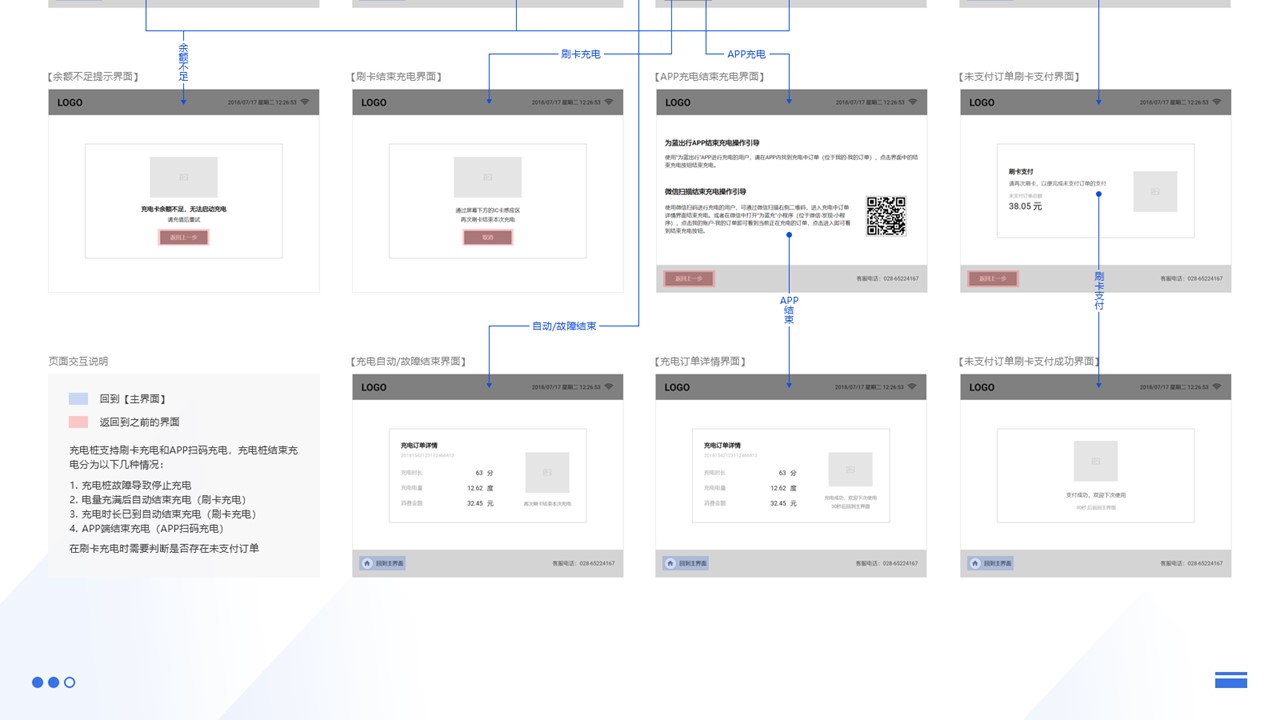 余额不足
刷卡充电
APP充电
【余额不足提示界面】
【刷卡结束充电界面】
【APP充电结束充电界面】
【未支付订单刷卡支付界面】
LOGO
2018/07/17 星期二 12:26:53
LOGO
2018/07/17 星期二 12:26:53
LOGO
2018/07/17 星期二 12:26:53
LOGO
2018/07/17 星期二 12:26:53
充电卡余额不足，无法启动充电
请充值后重试
返回上一步
通过屏幕下方的IC卡感应区
再次刷卡结束本次充电
取消
为蓝出行APP结束充电操作引导
使用"为蓝出行"APP进行充电的用户，请在APP内找到充电中订单（位于我的-我的订单），点击界面中的结
束充电按钮结束充电。
微信扫描结束充电操作引导
使用微信扫码进行充电的用户，可通过微信扫描右侧二维码，进入充电中订单
详情界面结束充电。或者在微信中打开"为蓝充"小程序（位于微信-发现-小程
序），点击我的账户-我的订单即可看到当前正在充电的订单，点击进入即可看
到结束充电按钮。
返回上一步
客服电话：028-65224167
刷卡支付
请再次刷卡，以便完成未支付订单的支付
未支付订单总额
38.05 元
返回上一步
客服电话：028-65224167
APP结束
刷卡支付
自动/故障结束
页面交互说明
回到【主界面】
返回到之前的界面
充电桩支持刷卡充电和APP扫码充电，充电桩结束充
电分为以下几种情况：
1. 充电桩故障导致停止充电
2. 电量充满后自动结束充电（刷卡充电）
3. 充电时长已到自动结束充电（刷卡充电）
4. APP端结束充电（APP扫码充电）
在刷卡充电时需要判断是否存在未支付订单
【充电自动/故障结束界面】
【充电订单详情界面】
【未支付订单刷卡支付成功界面】
LOGO
2018/07/17 星期二 12:26:53
LOGO
2018/07/17 星期二 12:26:53
LOGO
2018/07/17 星期二 12:26:53
充电订单详情
充电时长 63 分
充电电量 12.62 度
消费金额 32.45 元
再次刷卡结束本次充电
回到主界面
客服电话：028-65224167
充电订单详情
充电时长 63 分
充电电量 12.62 度
消费金额 32.45 元
充电成功，欢迎下次使用
回到主界面
客服电话：028-65224167
支付成功，欢迎下次使用
回到主界面
客服电话：028-65224167